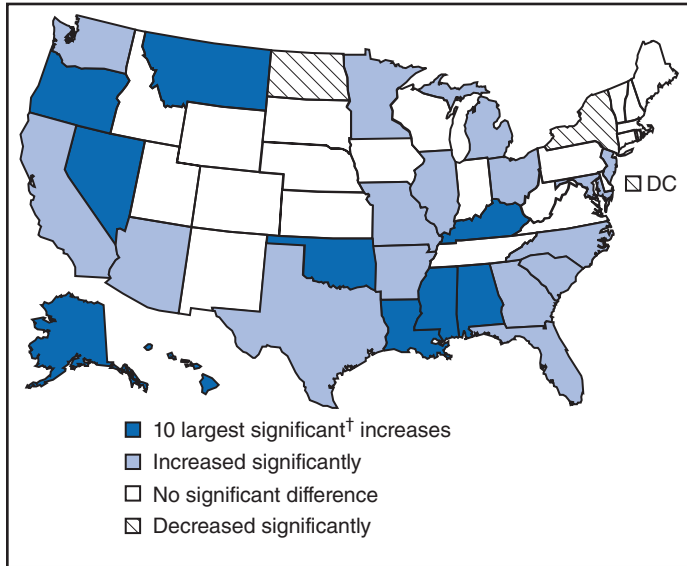 DC
10 largest significant† increases
Increased significantly
No significant difference
Decreased significantly